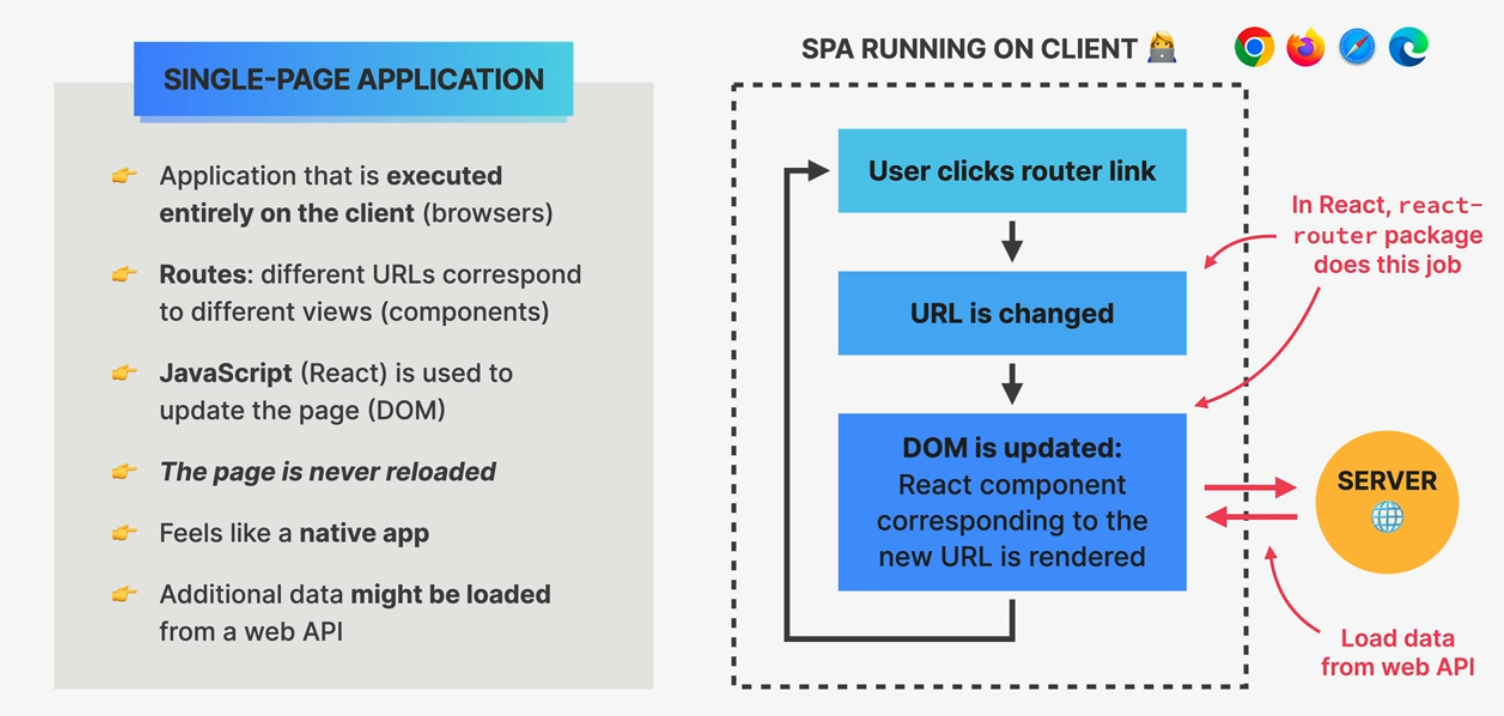 SINGLE-PAGE APPLICATION
Application that is executed
entirely on the client (browsers)
Routes: different URLs correspond
to different views (components)
JavaScript (React) is used to
update the page (DOM)
The page is never reloaded
Feels like a native app
Additional data might be loaded
from a web API
SPA RUNNING ON CLIENT
User clicks router link
URL is changed
DOM is updated:
React component
corresponding to the
new URL is rendered
In React, react-
router package
does this job
SERVER
Load data
from web API